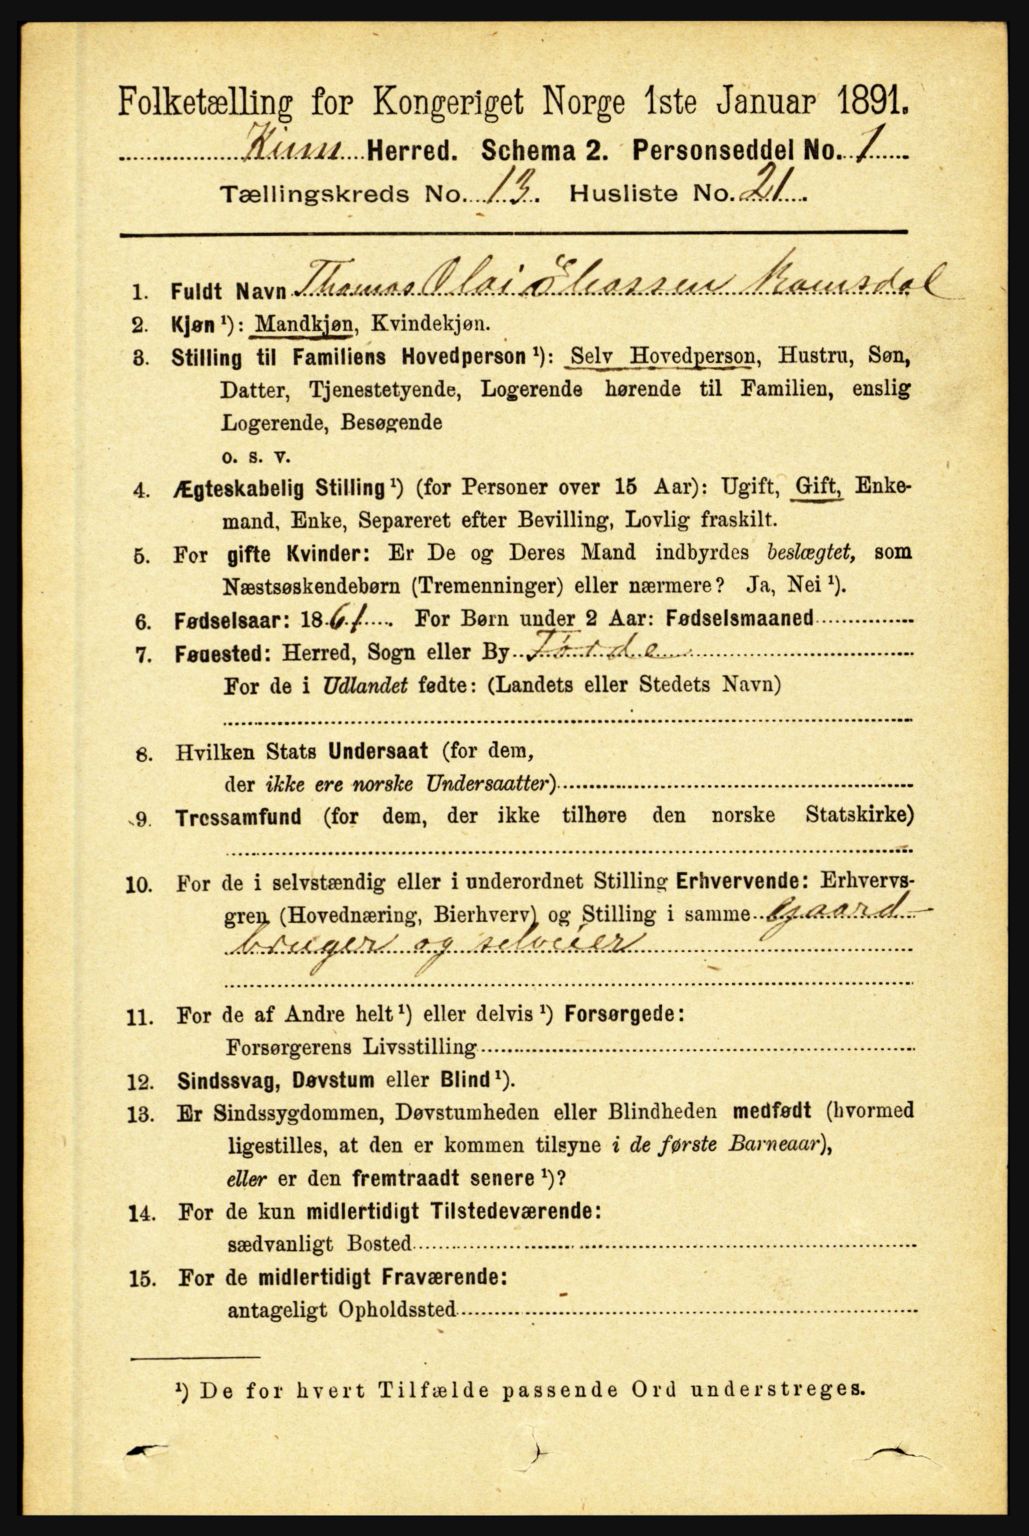 Folketælling for Kongeriget Norge 1ste Januar 1891.
Kinn Herred. Schema 2. Personseddel No. 1
Tællingskreds No. 13. Husliste No. 21.
1. Fuldt Navn Thomas Olai Eliassen Ramsdal
2. Kjøn ¹): Mandkjøn, Kvindekjøn.
3. Stilling til Familiens Hovedperson ¹): Selv Hovedperson, Hustru, Søn,
Datter, Tjenestetyende, Logerende hørende til Familien, enslig
Logerende, Besøgende
o. s. v.
4. Ægteskabelig Stilling ¹) (for Personer over 15 Aar): Ugift, Gift, Enke-
mand, Enke, Separeret efter Bevilling, Lovlig fraskilt.
5. For gifte Kvinder: Er De og Deres Mand indbyrdes beslægtet, som
Næstsøskendebørn (Tremenninger) eller nærmere? Ja, Nei ¹).
6. Fødselsaar: 1861. For Børn under 2 Aar: Fødselsmaaned
7. Føuested: Herred, Sogn eller By Førde
For de i Udlandet fødte: (Landets eller Stedets Navn)
8. Hvilken Stats Undersaat (for dem,
der ikke ere norske Undersaatter)
9. Trossamfund (for dem, der ikke tilhøre den norske Statskirke)
10. For de i selvstændig eller i underordnet Stilling Erhvervende: Erhvervs-
gren (Hovednæring, Bierhverv) og Stilling i samme Gaard-
bruger og selveier
11. For de af Andre helt ¹) eller delvis ¹) Forsørgede:
Forsørgerens Livsstilling
12. Sindssvag, Døvstum eller Blind ¹).
13. Er Sindssygdommen, Døvstumheden eller Blindheden medfødt (hvormed
ligestilles, at den er kommen tilsyne i de første Barneaar),
eller er den fremtraadt senere ¹)?
14. For de kun midlertidigt Tilstedeværende:
sædvanligt Bosted
15. For de midlertidigt Fraværende:
antageligt Opholdssted
¹) De for hvert Tilfælde passende Ord understreges.